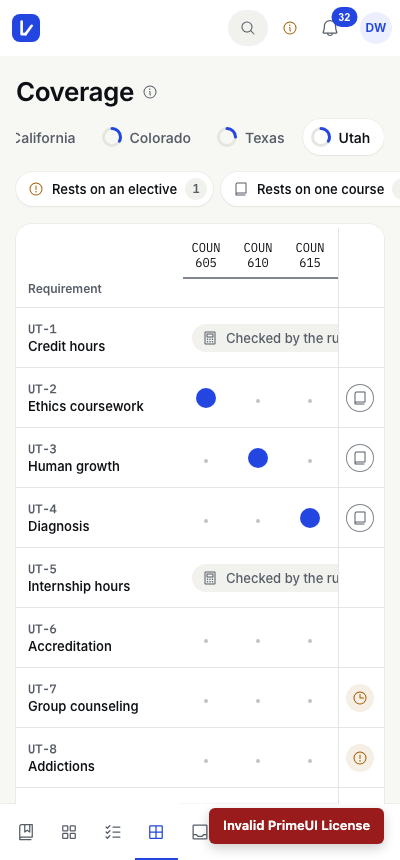 32
DW
Coverage
California
Colorado
Texas
Utah
Rests on an elective 1
Rests on one course
COUN 605
COUN 610
COUN 615
Requirement
UT-1
Credit hours
Checked by the ru
UT-2
Ethics coursework
UT-3
Human growth
UT-4
Diagnosis
UT-5
Internship hours
Checked by the ru
UT-6
Accreditation
UT-7
Group counseling
UT-8
Addictions
Invalid PrimeUI License